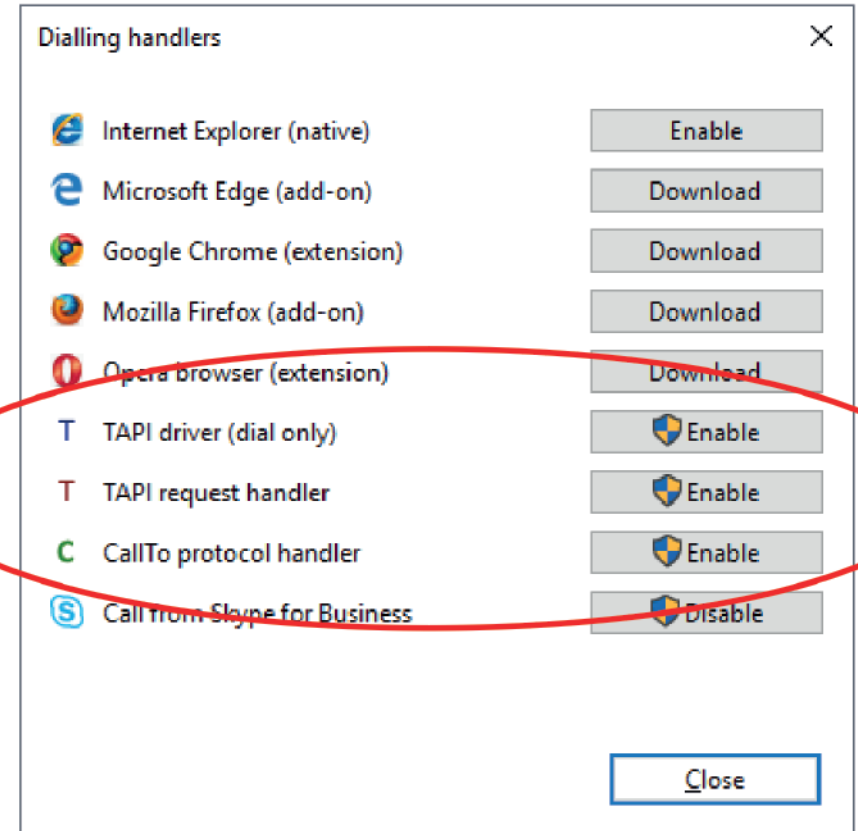 Dialling handlers
Internet Explorer (native) Enable
Microsoft Edge (add-on) Download
Google Chrome (extension) Download
Mozilla Firefox (add-on) Download
Opera browser (extension) Download
T TAPI driver (dial only) Enable
T TAPI request handler Enable
C CallTo protocol handler Enable
S Call from Skype for Business Disable
Close